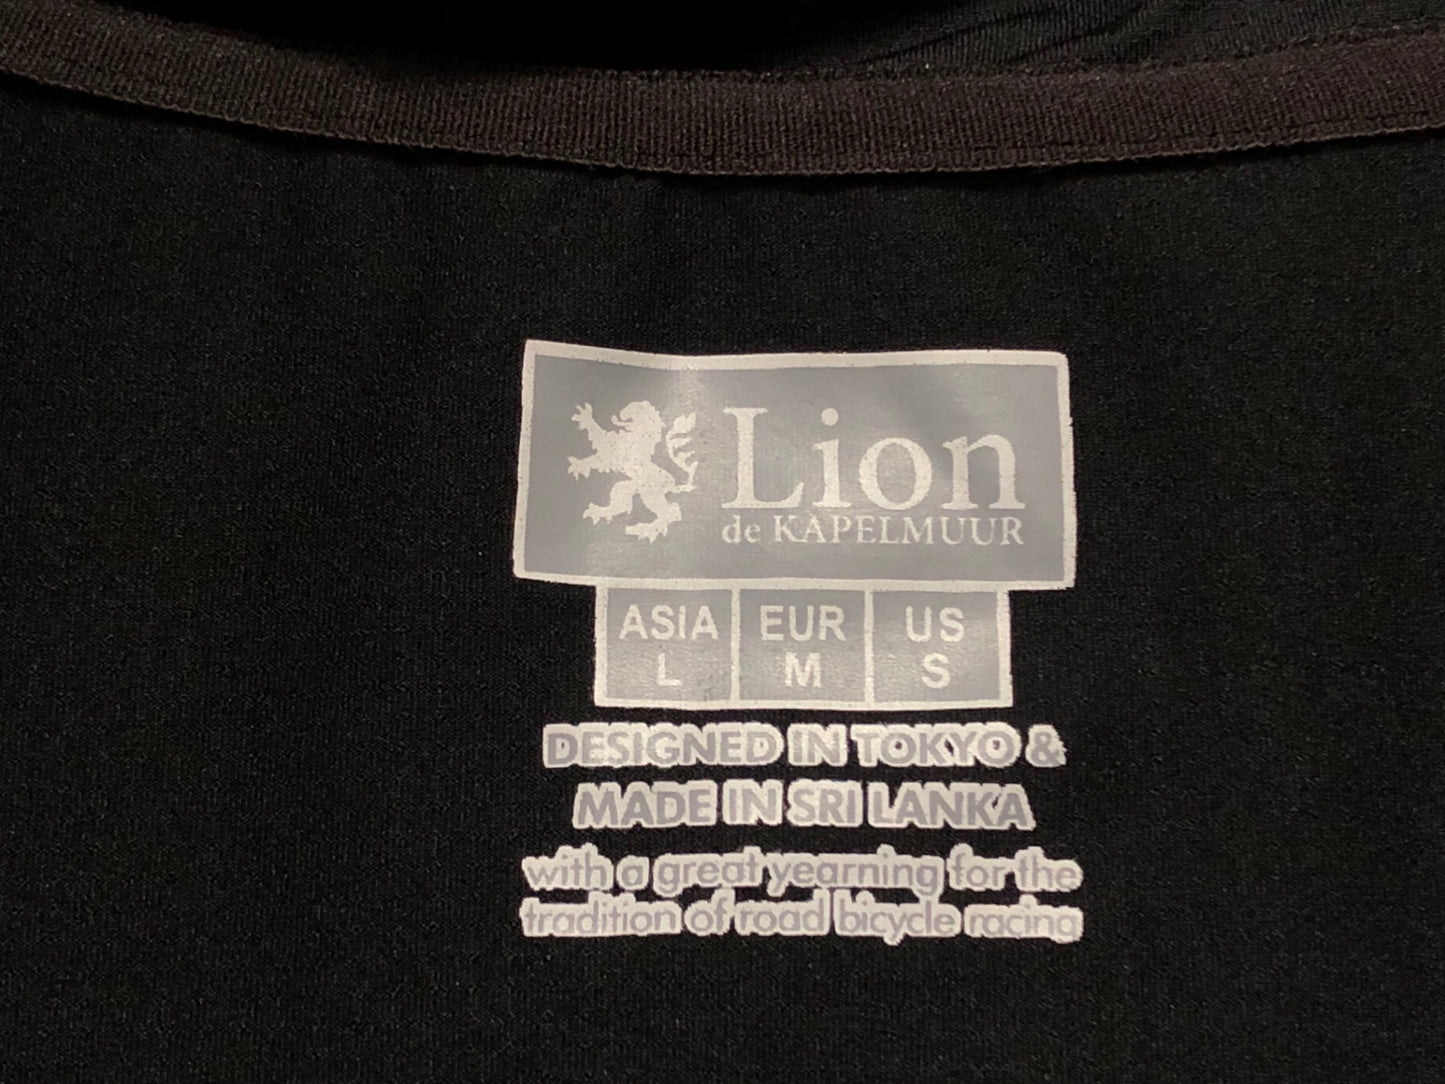 Lion
de KAPELMUUR
ASIA EUR US
L M S
DESIGNED IN TOKYO &
MADE IN SRI LANKA
with a great yearning for the
tradition of road bicycle racing